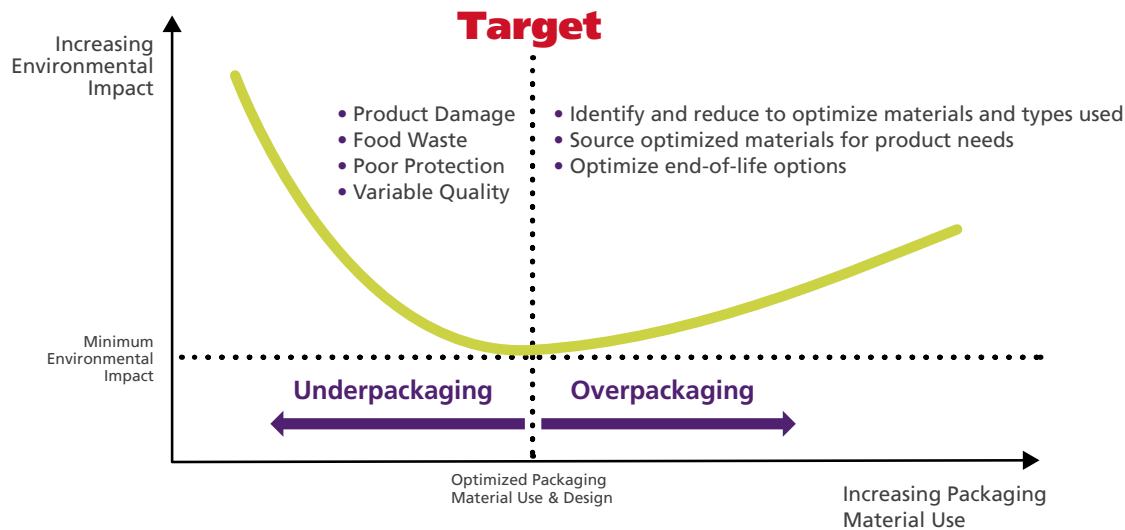 Target
Increasing
Environmental
Impact
• Product Damage
• Food Waste
• Poor Protection
• Variable Quality
• Identify and reduce to optimize materials and types used
• Source optimized materials for product needs
• Optimize end-of-life options
Minimum
Environmental
Impact
Underpackaging
Overpackaging
Optimized Packaging
Material Use & Design
Increasing Packaging
Material Use